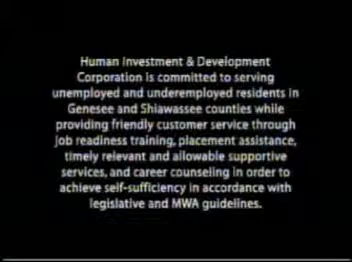 Human Investment & Development
Corporation is committed to serving
unemployed and underemployed residents in
Genesee and Shiawassee counties while
providing friendly customer service through
job readiness training, placement assistance,
timely relevant and allowable supportive
services, and career counseling in order to
achieve self-sufficiency in accordance with
legislative and MWA guidelines.